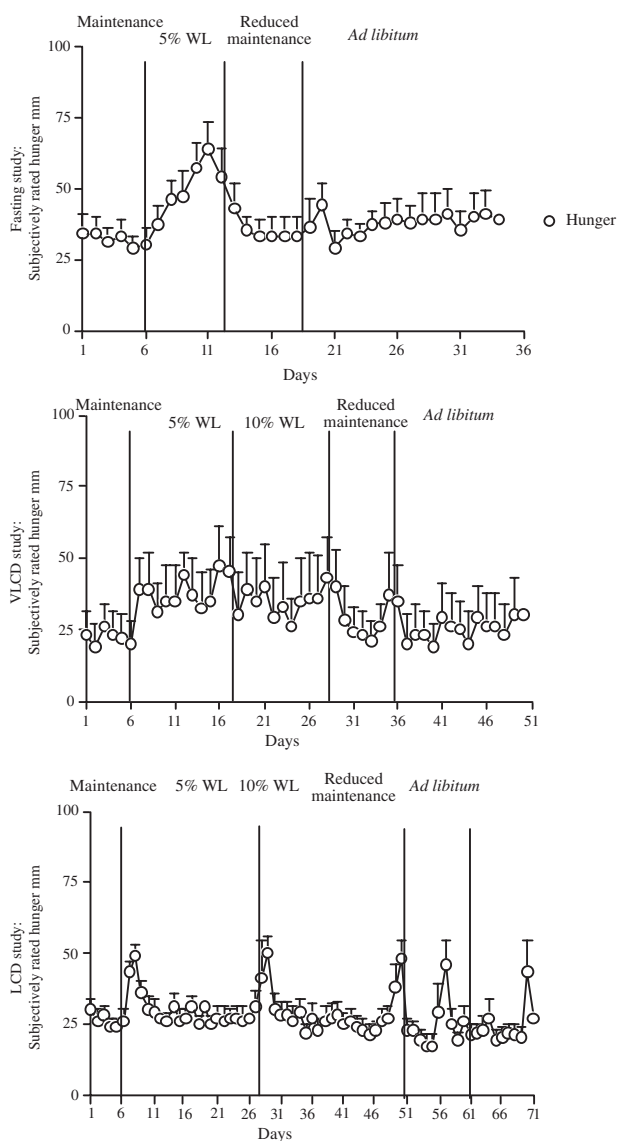 Maintenance
5% WL
Reduced
maintenance
Ad libitum
Fasting study:
Subjectively rated hunger mm
100
75
50
25
0
1 6 11 16 21 26 31 36
Days
Hunger
Maintenance
5% WL
10% WL
Reduced
maintenance
Ad libitum
VLCD study:
Subjectively rated hunger mm
100
75
50
25
0
1 6 11 16 21 26 31 36 41 46 51
Days
Maintenance
5% WL
10% WL
Reduced
maintenance
Ad libitum
LCD study:
Subjectively rated hunger mm
100
75
50
25
0
1 6 11 16 21 26 31 36 41 46 51 56 61 66 71
Days